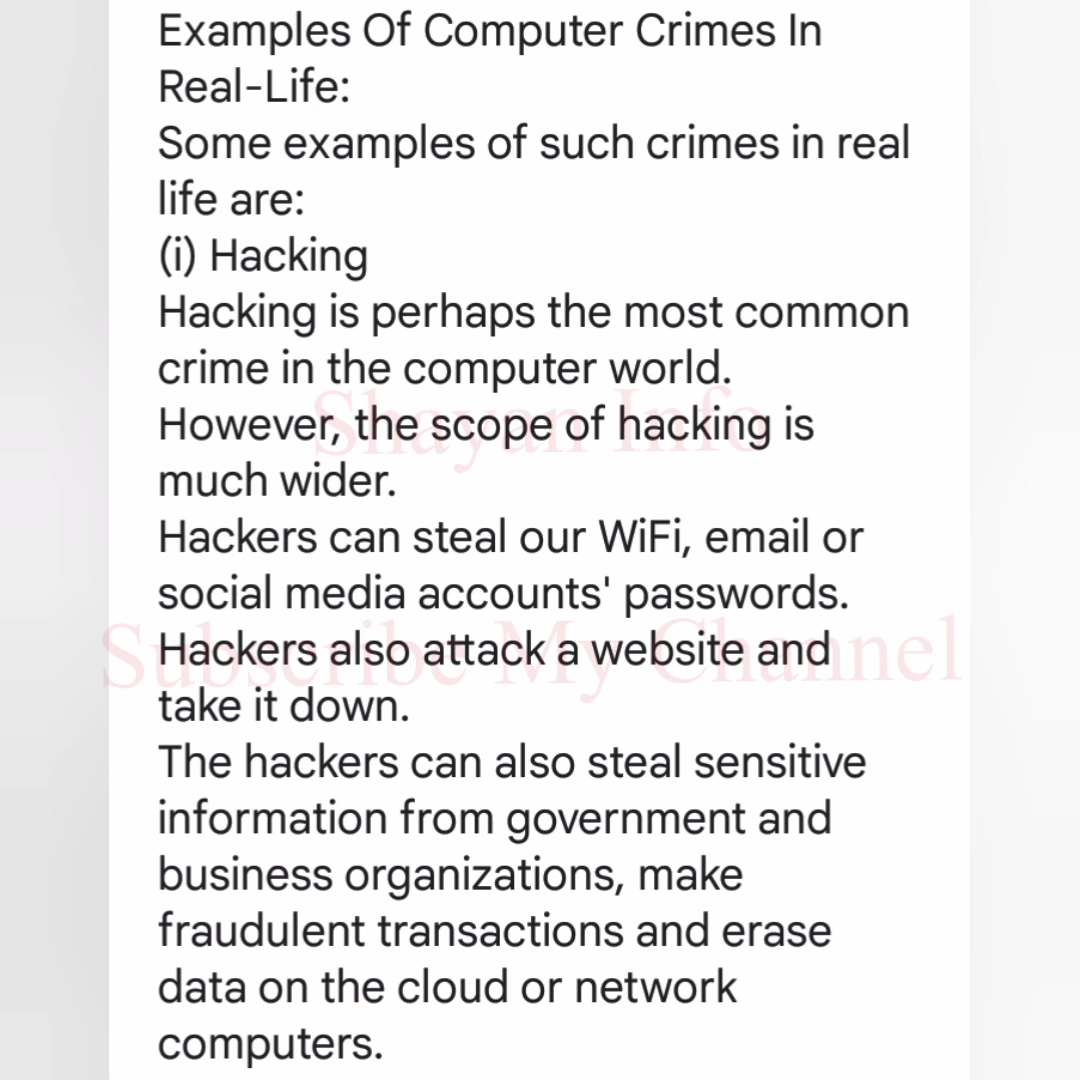 Examples Of Computer Crimes In
Real-Life:
Some examples of such crimes in real
life are:
(i) Hacking
Hacking is perhaps the most common
crime in the computer world.
Shayan Info
However, the scope of hacking is
much wider.
Hackers can steal our WiFi, email or
social media accounts' passwords.
Subscribe My Channel
Hackers also attack a website and
take it down.
The hackers can also steal sensitive
information from government and
business organizations, make
fraudulent transactions and erase
data on the cloud or network
computers.